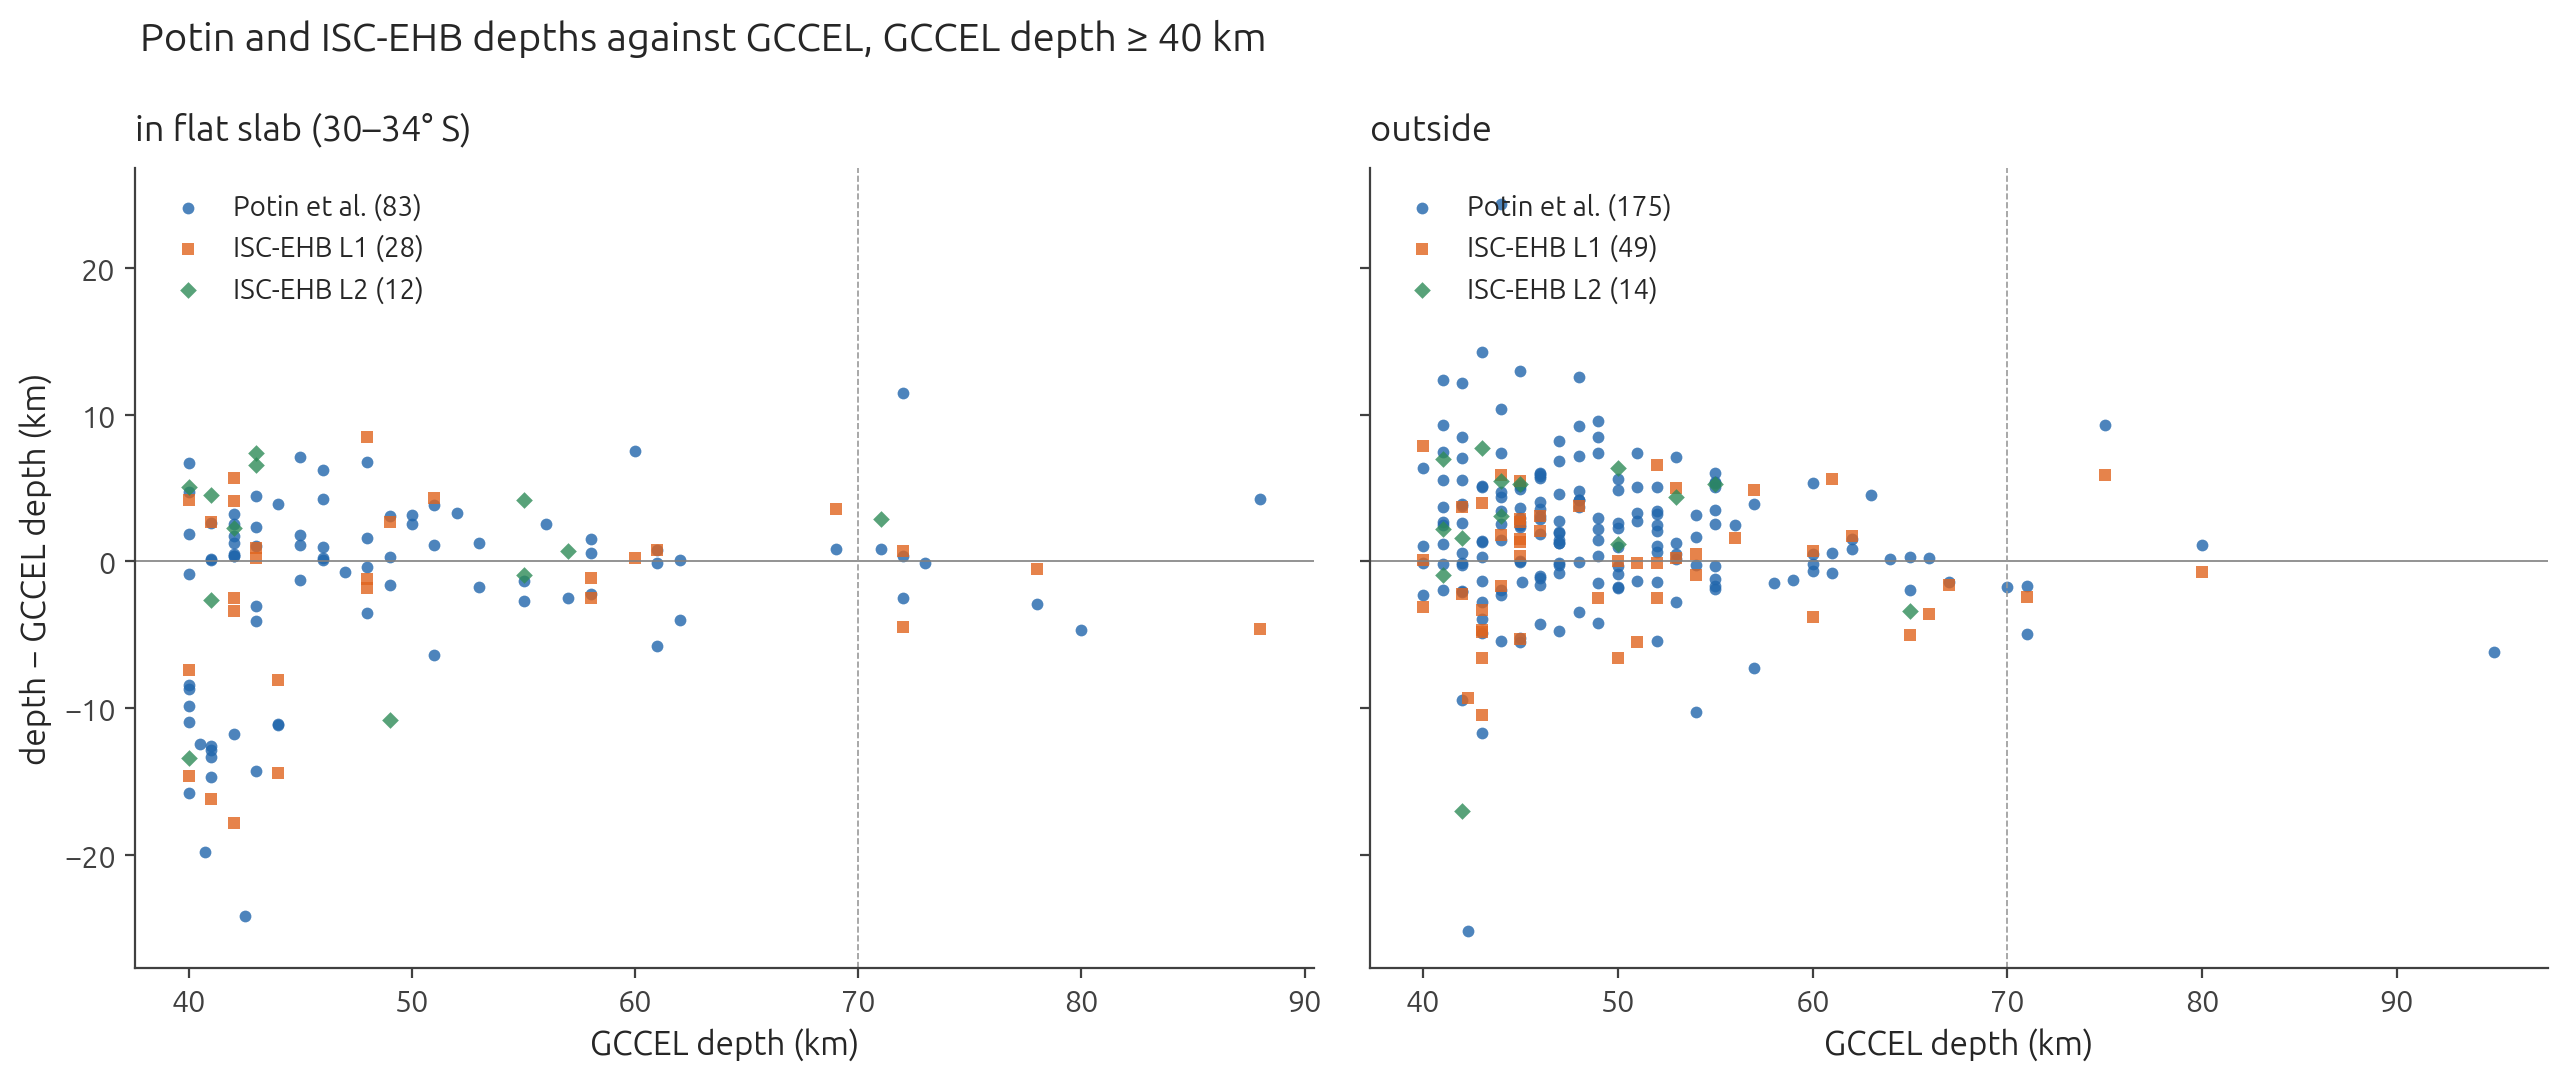 Potin and ISC-EHB depths against GCCEL, GCCEL depth ≥ 40 km
in flat slab (30–34° S)
Potin et al. (83)
ISC-EHB L1 (28)
ISC-EHB L2 (12)
depth – GCCEL depth (km)
20
10
0
−10
−20
40 50 60 70 80 90
GCCEL depth (km)
outside
Potin et al. (175)
ISC-EHB L1 (49)
ISC-EHB L2 (14)
40 50 60 70 80 90
GCCEL depth (km)